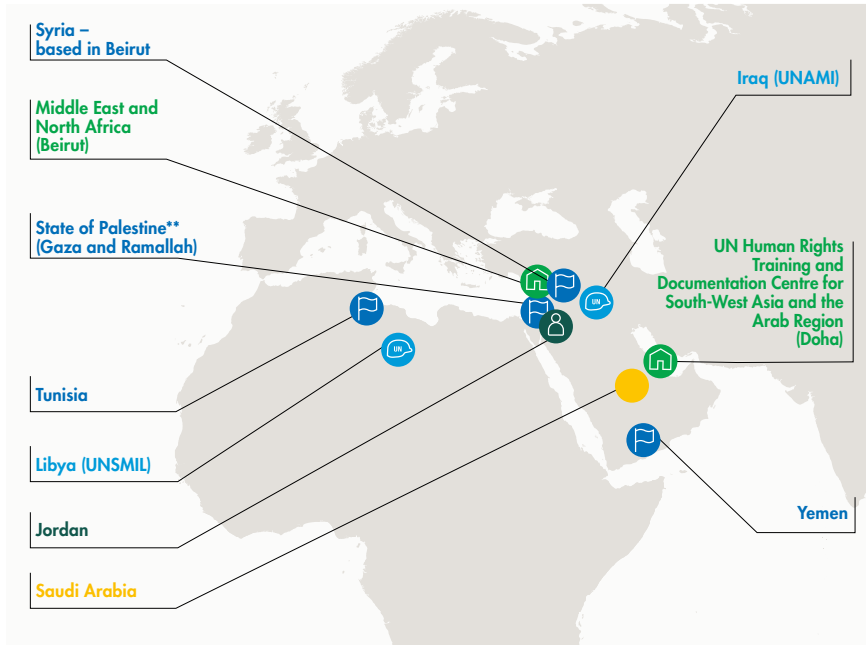 Syria –
based in Beirut
Middle East and
North Africa
(Beirut)
State of Palestine**
(Gaza and Ramallah)
Tunisia
Libya (UNSMIL)
Jordan
Saudi Arabia
Iraq (UNAMI)
UN Human Rights
Training and
Documentation Centre for
South-West Asia and the
Arab Region
(Doha)
Yemen
UN
UN